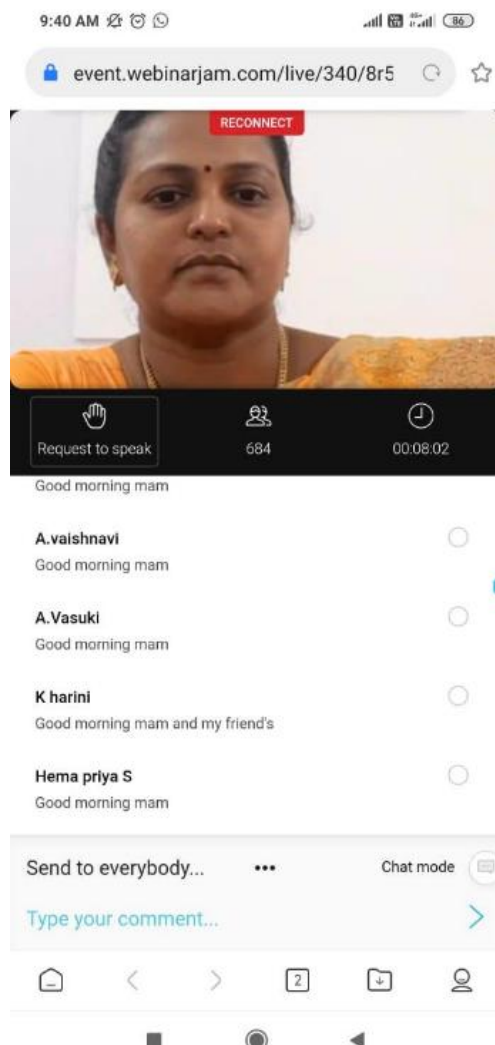 9:40 AM
86
event.webinarjam.com/live/340/8r5
RECONNECT
Request to speak
684
00:08:02
Good morning mam
A.vaishnavi
Good morning mam
A.Vasuki
Good morning mam
K harini
Good morning mam and my friend's
Hema priya S
Good morning mam
Send to everybody... •••
Chat mode
Type your comment...
2